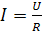 I = U/R